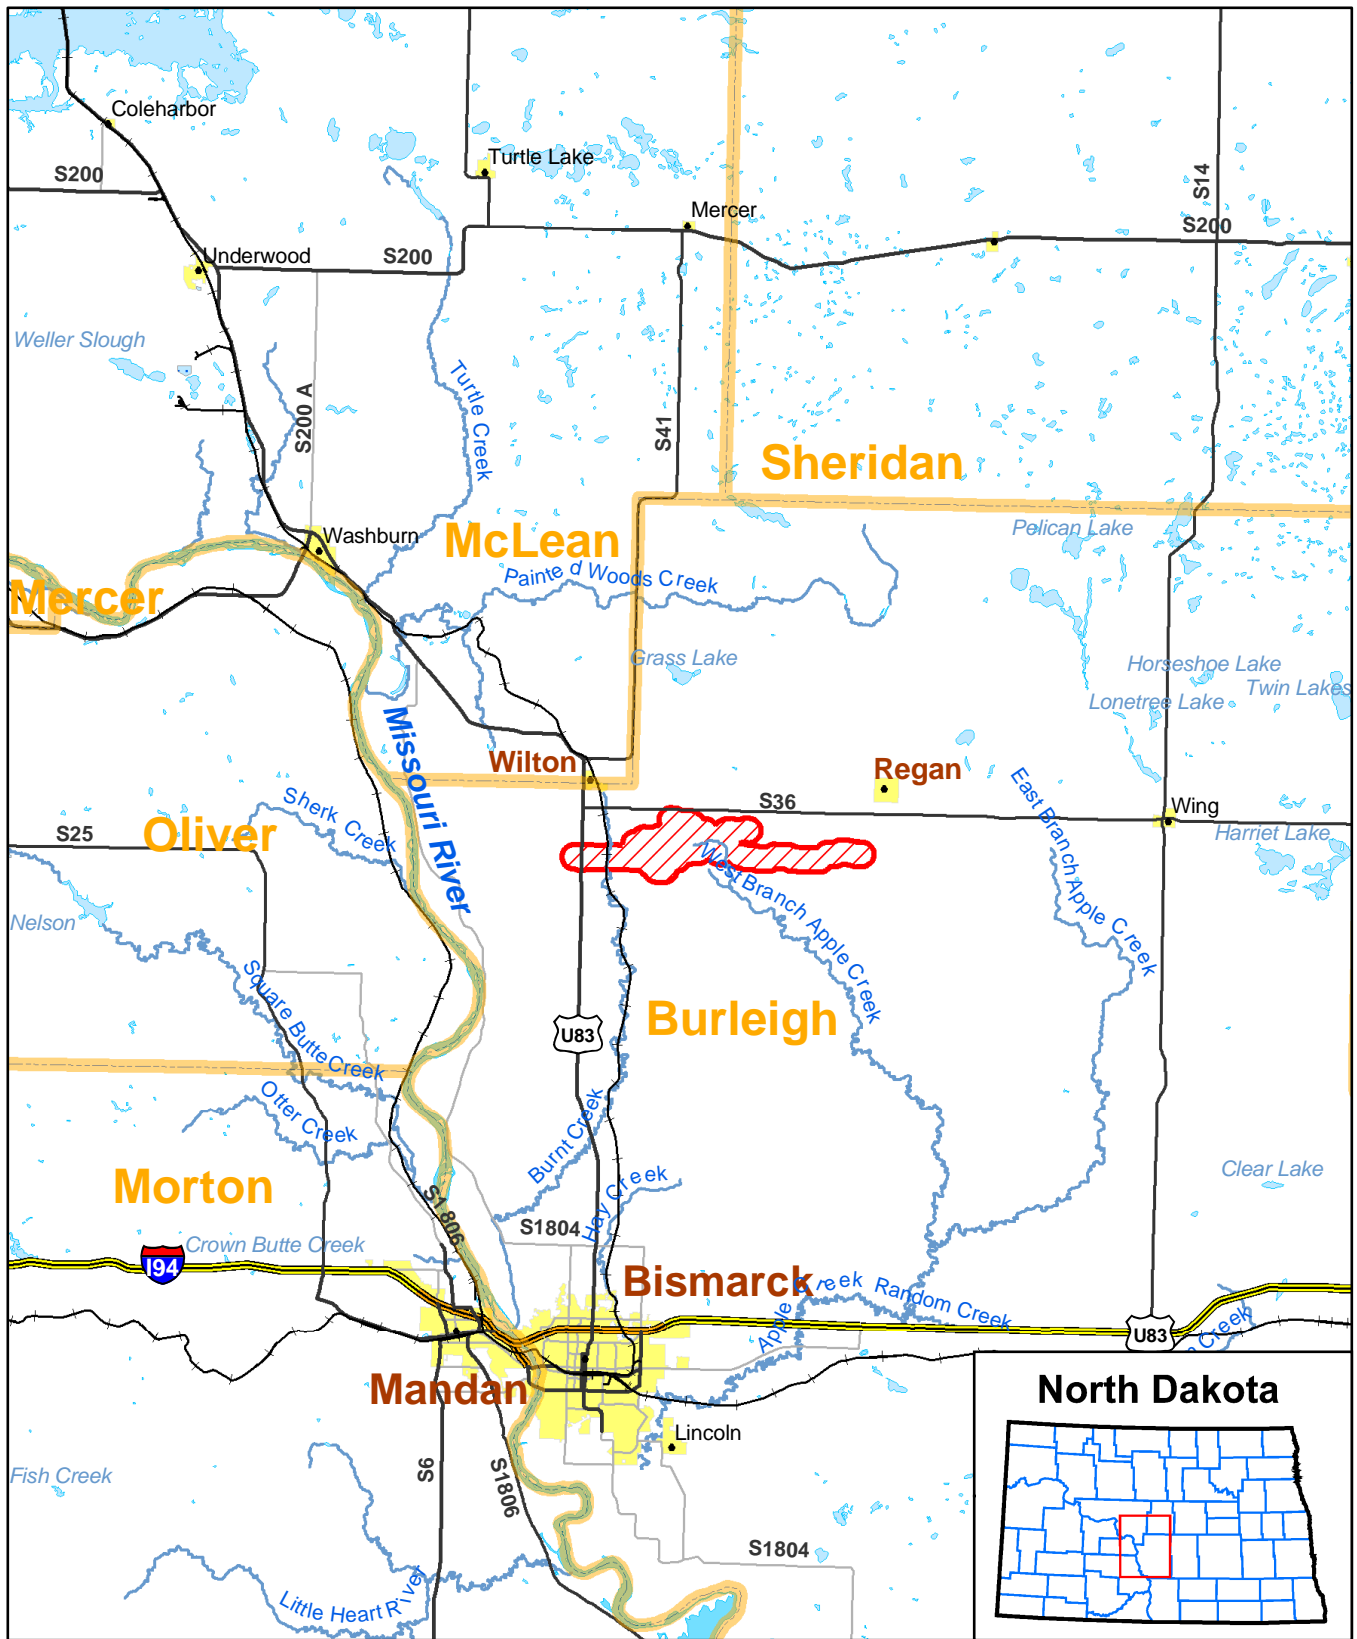 Coleharbor
Turtle Lake
S200
S14
Mercer
S200
Underwood
S200
Weller Slough
Turtle Creek
S200 A
S41
Sheridan
Pelican Lake
Washburn
McLean
Painte d Woods Creek
Mercer
Grass Lake
Horseshoe Lake
Twin Lakes
Lonetree Lake
Missouri River
Wilton
Regan
East Branch Apple Creek
S36
Wing
Sherk Creek
S25
Oliver
Harriet Lake
West Branch Apple Creek
Nelson
Square Butte Creek
Burleigh
U83
Otter Creek
Burnt Creek
Morton
Clear Lake
S1806
Hay Creek
S1804
Crown Butte Creek
I94
Bismarck
Apple Creek
Random Creek
U83
Creek
Mandan
North Dakota
Lincoln
S6
S1806
Fish Creek
S1804
Little Heart River